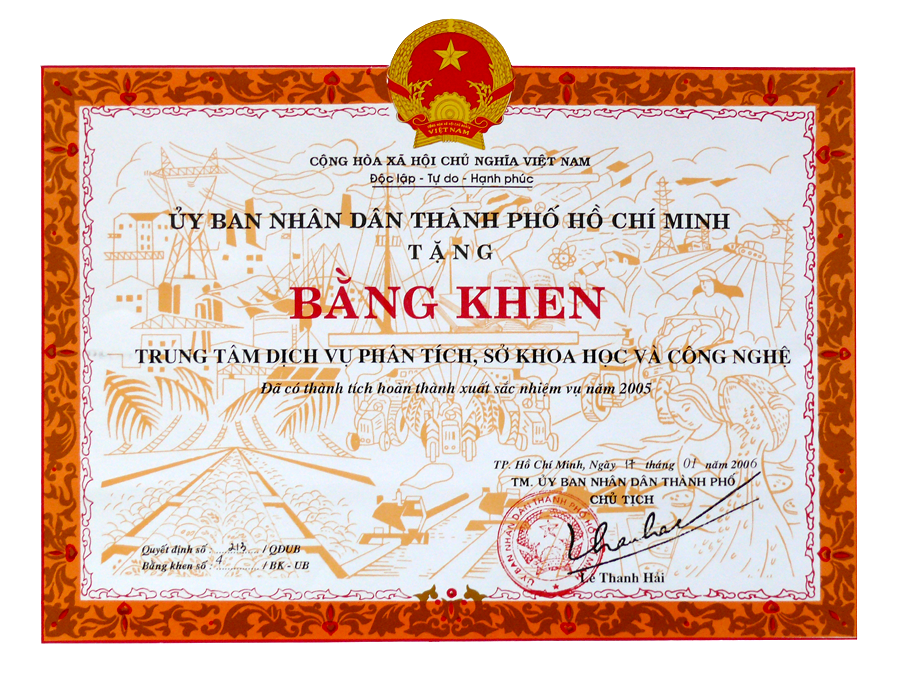 VIỆT NAM
CỘNG HÒA XÃ HỘI CHỦ NGHĨA VIỆT NAM
Độc lập - Tự do - Hạnh phúc
ỦY BAN NHÂN DÂN THÀNH PHỐ HỒ CHÍ MINH
TẶNG
BẰNG KHEN
TRUNG TÂM DỊCH VỤ PHÂN TÍCH, SỞ KHOA HỌC VÀ CÔNG NGHỆ
Đã có thành tích hoàn thành xuất sắc nhiệm vụ năm 2005
TP. Hồ Chí Minh, Ngày 17 tháng 01 năm 2006
TM. ỦY BAN NHÂN DÂN THÀNH PHỐ
CHỦ TỊCH
Quyết định số : 213 / QĐUB
Bằng khen số : 4 / BK - UB
Lê Thanh Hải